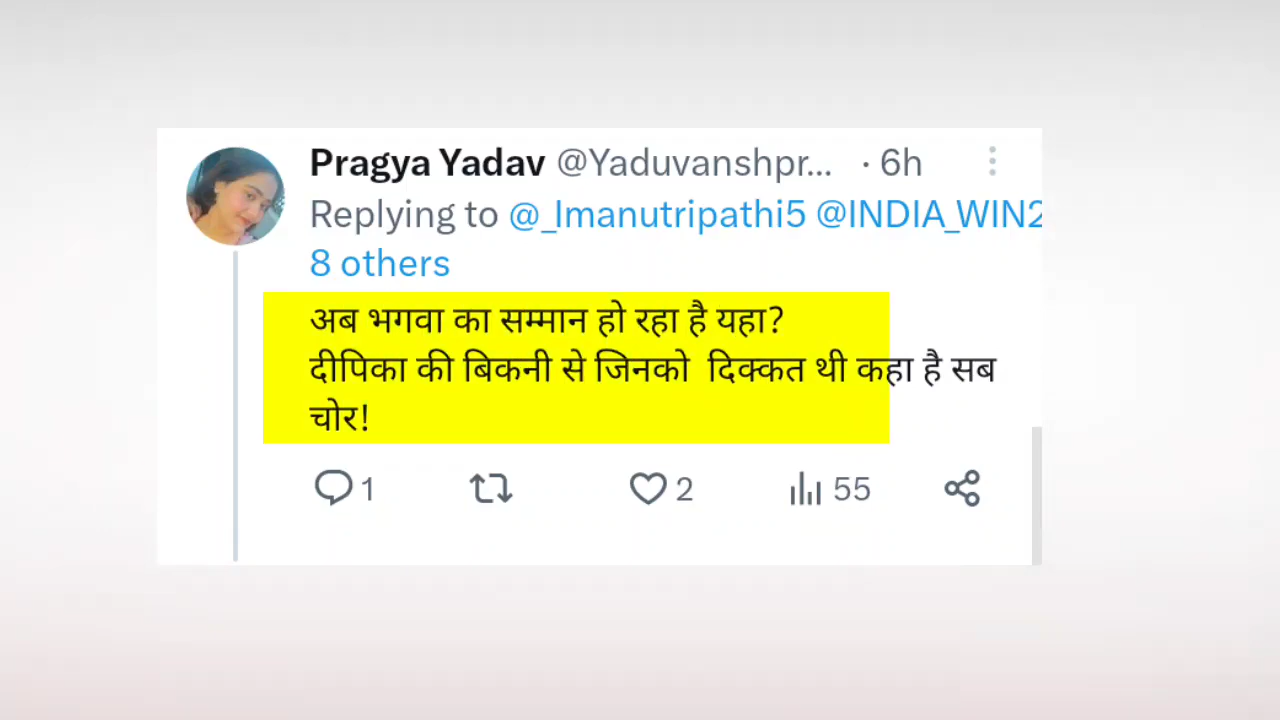 Pragya Yadav @Yaduvanshpr... · 6h
Replying to @_Imanutripathi5 @INDIA_WIN2
8 others
अब भगवा का सम्मान हो रहा है यहा?
दीपिका की बिकनी से जिनको दिक्कत थी कहा है सब
चोर!
1 2 55